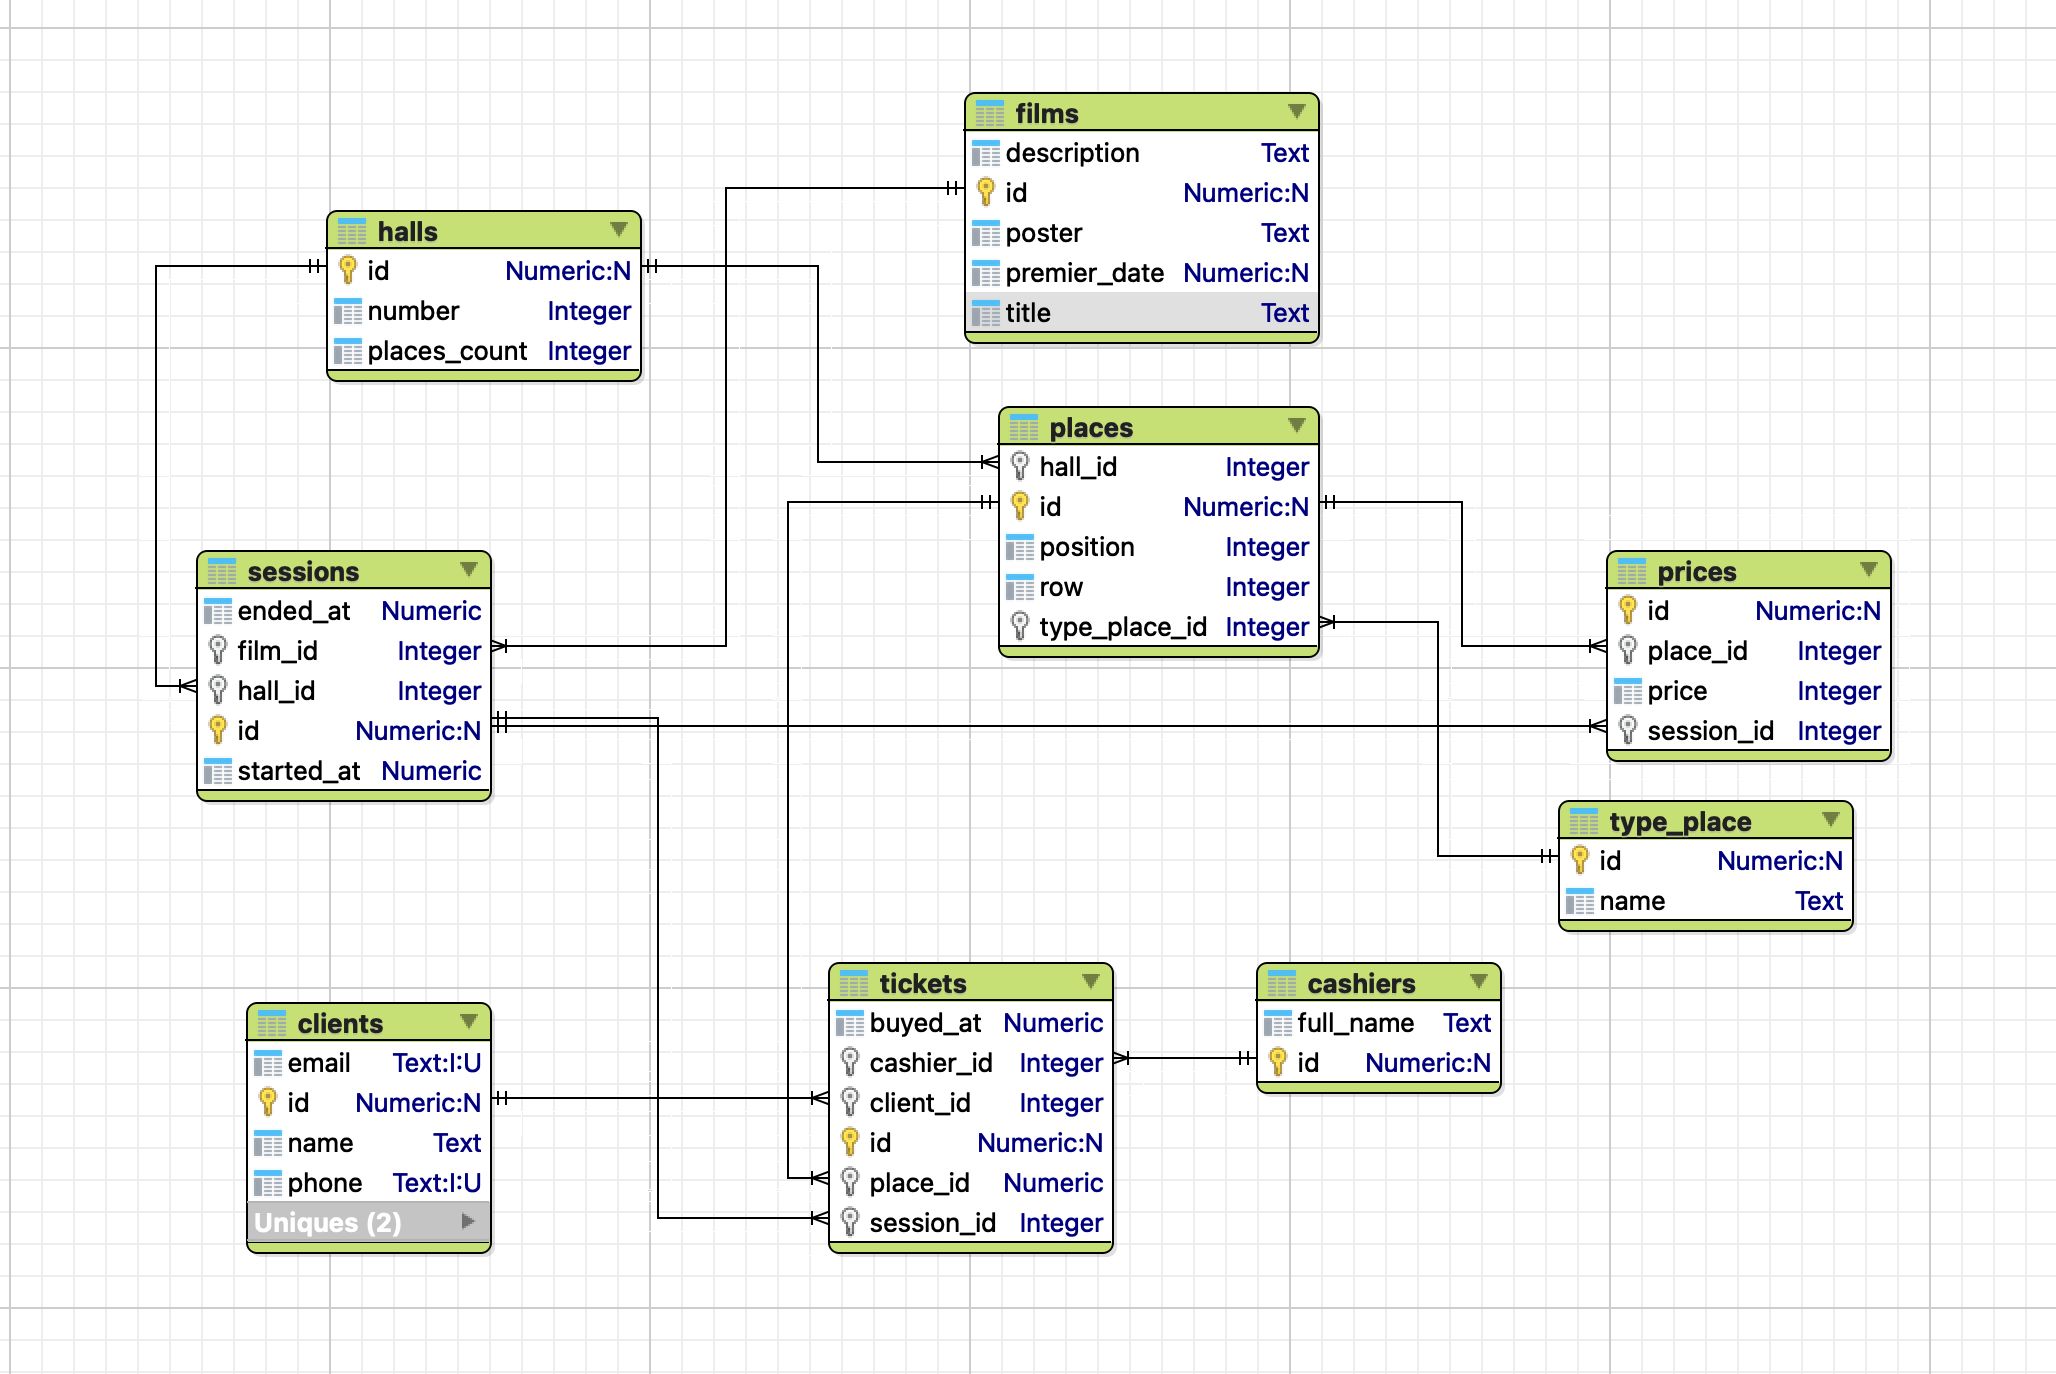 films
description Text
id Numeric:N
poster Text
premier_date Numeric:N
title Text
halls
id Numeric:N
number Integer
places_count Integer
places
hall_id Integer
id Numeric:N
position Integer
row Integer
type_place_id Integer
sessions
ended_at Numeric
film_id Integer
hall_id Integer
id Numeric:N
started_at Numeric
prices
id Numeric:N
place_id Integer
price Integer
session_id Integer
type_place
id Numeric:N
name Text
tickets
buyed_at Numeric
cashier_id Integer
client_id Integer
id Numeric:N
place_id Numeric
session_id Integer
cashiers
full_name Text
id Numeric:N
clients
email Text:I:U
id Numeric:N
name Text
phone Text:I:U
Uniques (2)